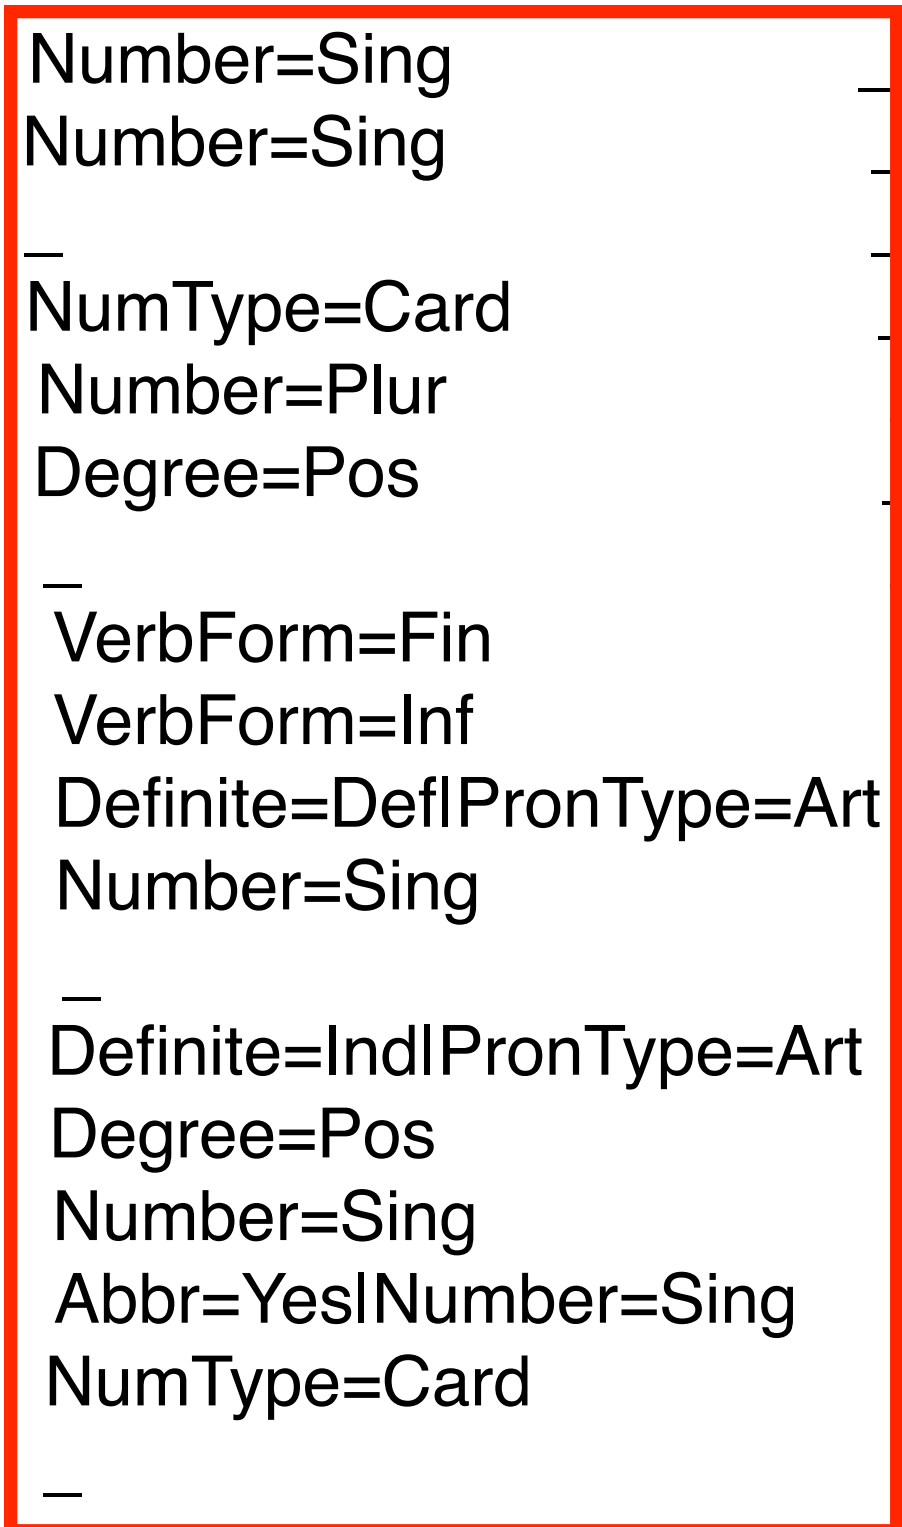 Number=Sing _
Number=Sing _
_ _
NumType=Card _
Number=Plur
Degree=Pos _
_
VerbForm=Fin
VerbForm=Inf
Definite=Def|PronType=Art
Number=Sing
_
Definite=Ind|PronType=Art
Degree=Pos
Number=Sing
Abbr=Yes|Number=Sing
NumType=Card
_